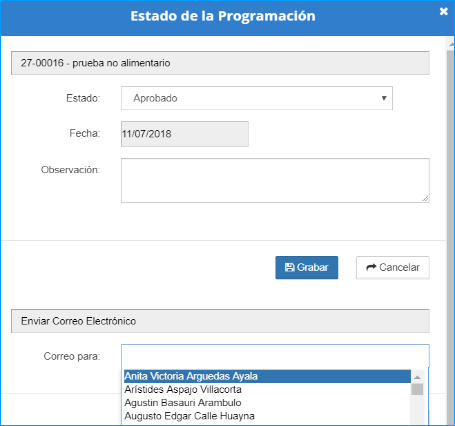 Estado de la Programación
27-00016 - prueba no alimentario
Estado: Aprobado
Fecha: 11/07/2018
Observación:
Grabar Cancelar
Enviar Correo Electrónico
Correo para:
Anita Victoria Arguedas Ayala
Arístides Aspajo Villacorta
Agustin Basauri Arambulo
Augusto Edgar Calle Huayna